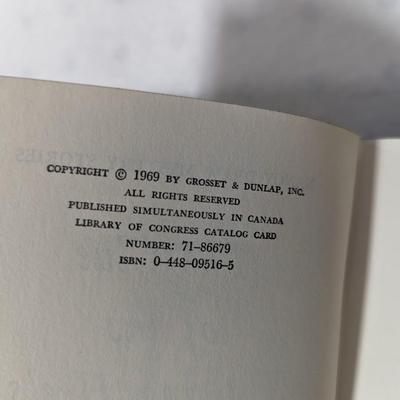 COPYRIGHT © 1969 BY GROSSET & DUNLAP, INC.
ALL RIGHTS RESERVED
PUBLISHED SIMULTANEOUSLY IN CANADA
LIBRARY OF CONGRESS CATALOG CARD
NUMBER: 71-86679
ISBN: 0-448-09516-5